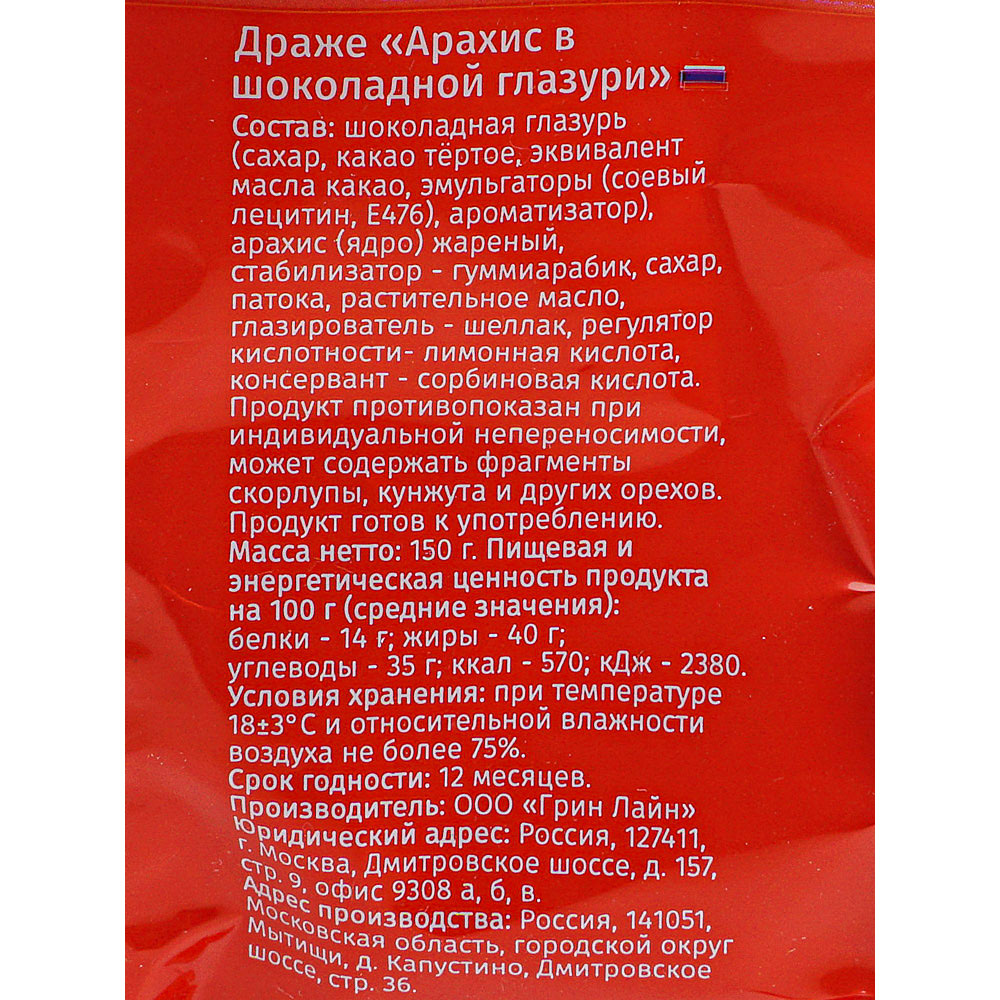 Драже «Арахис в
шоколадной глазури»
Состав: шоколадная глазурь
(сахар, какао тёртое, эквивалент
масла какао, эмульгаторы (соевый
лецитин, Е476), ароматизатор),
арахис (ядро) жареный,
стабилизатор - гуммиарабик, сахар,
патока, растительное масло,
глазирователь - шеллак, регулятор
кислотности- лимонная кислота,
консервант - сорбиновая кислота.
Продукт противопоказан при
индивидуальной непереносимости,
может содержать фрагменты
скорлупы, кунжута и других орехов.
Продукт готов к употреблению.
Масса нетто: 150 г. Пищевая и
энергетическая ценность продукта
на 100 г (средние значения):
белки - 14 г; жиры - 40 г;
углеводы - 35 г; ккал - 570; кДж - 2380.
Условия хранения: при температуре
18±3°С и относительной влажности
воздуха не более 75%.
Срок годности: 12 месяцев.
Производитель: ООО «Грин Лайн»
Юридический адрес: Россия, 127411,
г. Москва, Дмитровское шоссе, д. 157,
стр. 9, офис 9308 а, б, в.
Адрес производства: Россия, 141051,
Московская область, городской округ
Мытищи, д. Капустино, Дмитровское
шоссе, стр. 36.